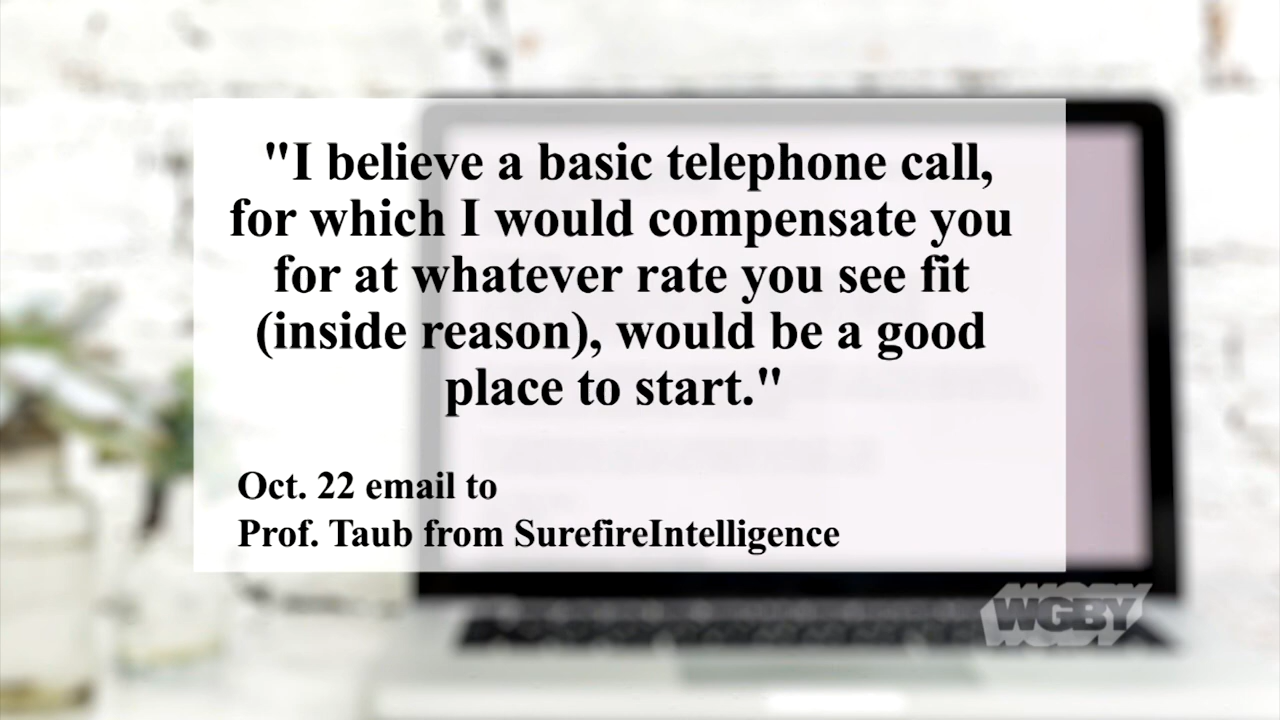 "I believe a basic telephone call,
for which I would compensate you
for at whatever rate you see fit
(inside reason), would be a good
place to start."
Oct. 22 email to
Prof. Taub from SurefireIntelligence
WGBY